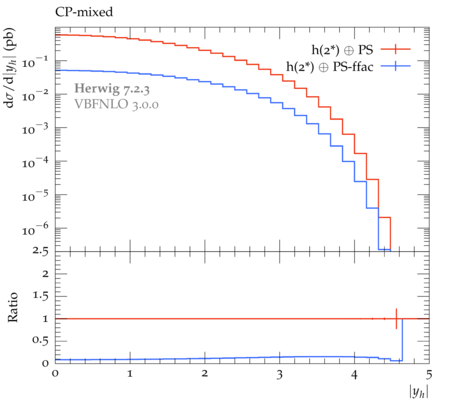 CP-mixed
dσ/d|y_h| (pb)
h(2*) ⊕ PS
h(2*) ⊕ PS-ffac
Herwig 7.2.3
VBFNLO 3.0.0
10⁻¹
10⁻²
10⁻³
10⁻⁴
10⁻⁵
10⁻⁶
Ratio
2.5
2
1.5
1
0.5
0
0 1 2 3 4 5
|y_h|